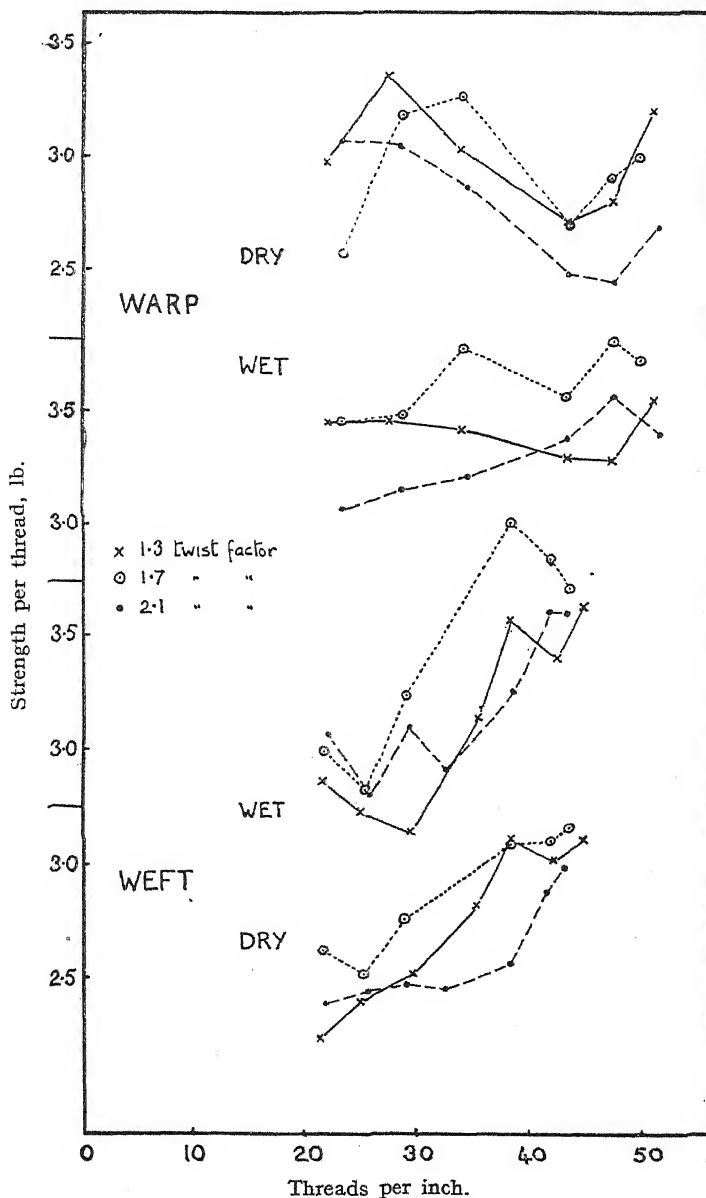 3·5
3·0
DRY
2·5
WARP
WET
3·5
3·0
× 1·3 twist factor
⊙ 1·7 " "
• 2·1 " "
3·5
3·0
WET
3·0
WEFT
DRY
2·5
Strength per thread, lb.
0 10 20 30 40 50
Threads per inch.